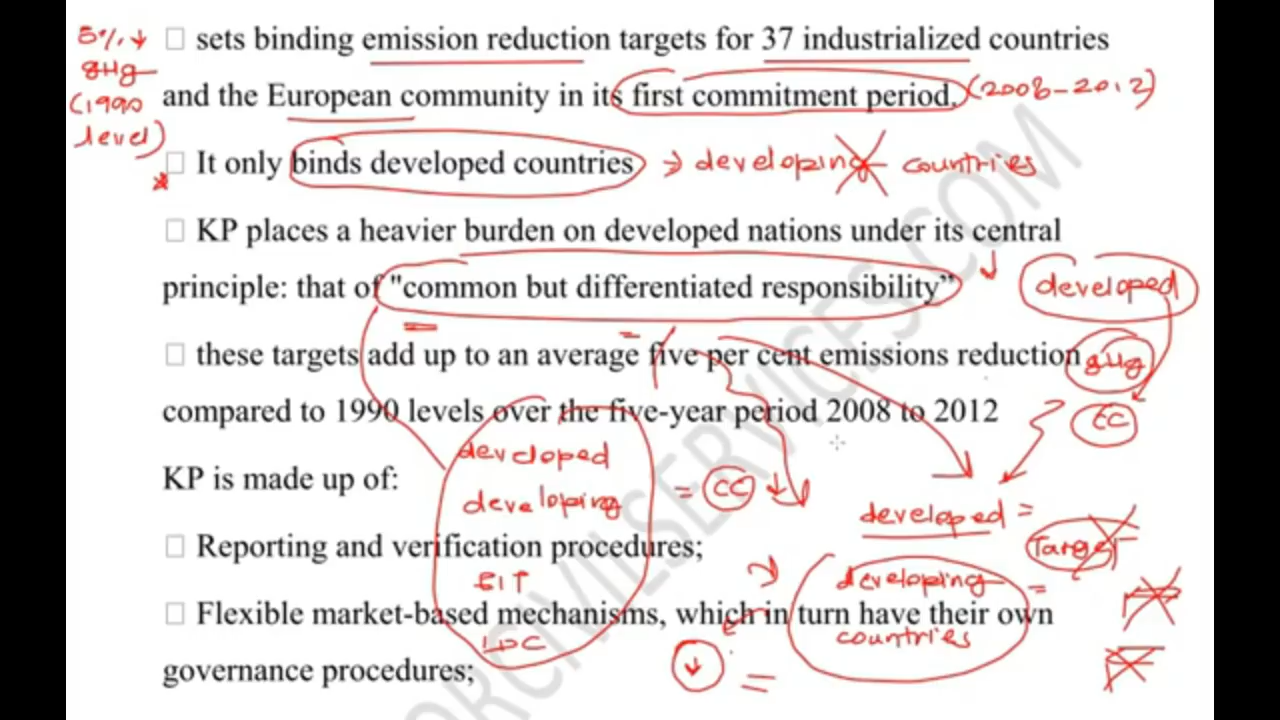 5% ↓ □ sets binding emission reduction targets for 37 industrialized countries
gHg
(1990 level)
and the European community in its first commitment period, (2008-2012)
□ It only binds developed countries → developing countries
□ KP places a heavier burden on developed nations under its central
principle: that of "common but differentiated responsibility” ↓ developed
□ these targets add up to an average five per cent emissions reduction gHg
compared to 1990 levels over the five-year period 2008 to 2012 CC
developed
KP is made up of:
developing = CC ↓
developed =
□ Reporting and verification procedures; Target
EIT
developing =
□ Flexible market-based mechanisms, which in turn have their own
LDC
countries
governance procedures; ↓ =
ORCIVILSERVICES.COM